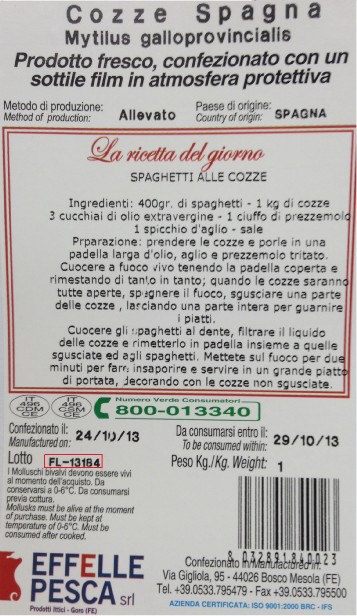 Cozze Spagna
Mytilus galloprovincialis
Prodotto fresco, confezionato con un
sottile film in atmosfera protettiva
Metodo di produzione:
Method of production:
Allevato
Paese di origine:
Country of origin:
SPAGNA
La ricetta del giorno
SPAGHETTI ALLE COZZE
Ingredienti: 400gr. di spaghetti - 1 kg di cozze
3 cucchiai di olio extravergine - 1 ciuffo di prezzemolo
1 spicchio d'aglio - sale
Prparazione: prendere le cozze e porle in una
padella larga d'olio, aglio e prezzemolo tritato.
Cuocere a fuoco vivo tenendo la padella coperta e
rimestando di tanto in tanto; quando le cozze saranno
tutte aperte, spegnere il fuoco, sgusciare una parte
delle cozze , larciando una parte intera per guarnire
i piatti.
Cuocere gli spaghetti al dente, filtrare il liquido
delle cozze e rimetterlo in padella insieme a quelle
sgusciate ed agli spaghetti. Mettete sul fuoco per due
minuti per farli insaporire e servire in un grande piatto
di portata, decorando con le cozze non sgusciate.
IT
496
CDM
CE
IT
496
CSM
CE
Numero Verde Consumatori
800-013340
Confezionato il:
Manufactured on:
24/10/13
Da consumarsi entro il:
To be consumed within:
29/10/13
Lotto
FL-13184
Peso Kg./Kg. Weight:
1
I Molluschi bivalvi devono essere vivi
al momento dell'acquisto. Da
conservarsi a 0-6°C. Da consumarsi
previa cottura.
Mollusks must be alive at the moment
of purchase. Must be kept at
temperature of 0-6°C. Must be
consumed after cooked.
8 032891840023
EFFELLE
PESCA srl
Prodotti Ittici - Goro (FE)
Confezionato in/Manufactured in:
Via Gigliola, 95 - 44026 Bosco Mesola (FE)
Tel. +39.0533.795479 - Fax +39.0533.795500
AZIENDA CERTIFICATA: ISO 9001:2000 BRC - IFS